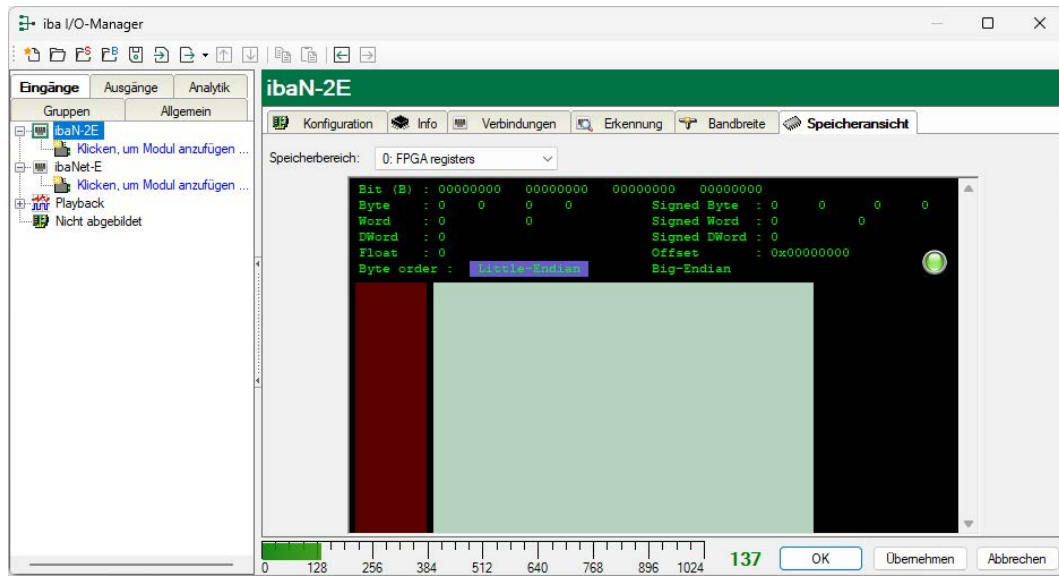 iba I/O-Manager
Eingänge Ausgänge Analytik
Gruppen Allgemein
ibaN-2E
Klicken, um Modul anzufügen ...
ibaNet-E
Klicken, um Modul anzufügen ...
Playback
Nicht abgebildet
ibaN-2E
Konfiguration Info Verbindungen Erkennung Bandbreite Speicheransicht
Speicherbereich: 0: FPGA registers
Bit (B) : 00000000 00000000 00000000 00000000
Byte : 0 0 0 0 Signed Byte : 0 0 0 0
Word : 0 0 Signed Word : 0 0
DWord : 0 Signed DWord : 0
Float : 0 Offset : 0x00000000
Byte order : Little-Endian Big-Endian
0 128 256 384 512 640 768 896 1024
137
OK Übernehmen Abbrechen